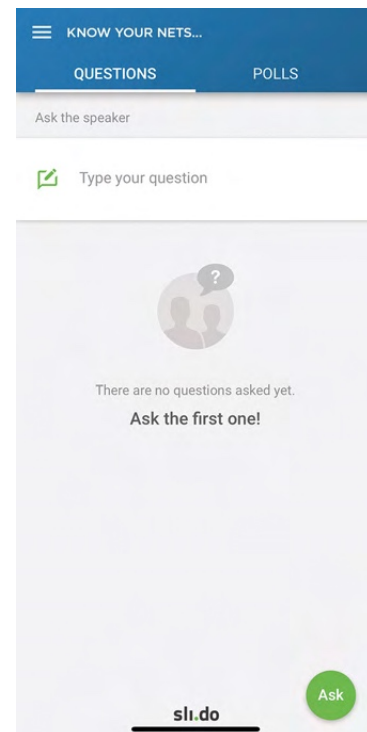 KNOW YOUR NETS...
QUESTIONS POLLS
Ask the speaker
Type your question
?
There are no questions asked yet.
Ask the first one!
Ask
sli.do